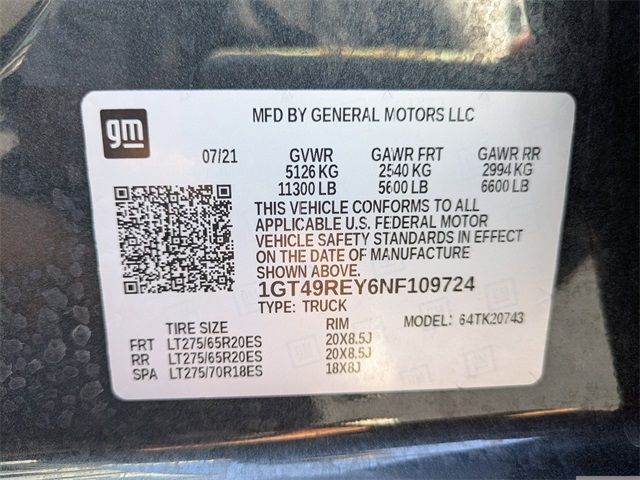 gm
MFD BY GENERAL MOTORS LLC
07/21 GVWR GAWR FRT GAWR RR
5126 KG 2540 KG 2994 KG
11300 LB 5600 LB 6600 LB
THIS VEHICLE CONFORMS TO ALL
APPLICABLE U.S. FEDERAL MOTOR
VEHICLE SAFETY STANDARDS IN EFFECT
ON THE DATE OF MANUFACTURE
1GT49REY6NF109724
TYPE: TRUCK
MODEL: 64TK20743
TIRE SIZE RIM
FRT LT275/65R20ES 20X8.5J
RR LT275/65R20ES 20X8.5J
SPA LT275/70R18ES 18X8J